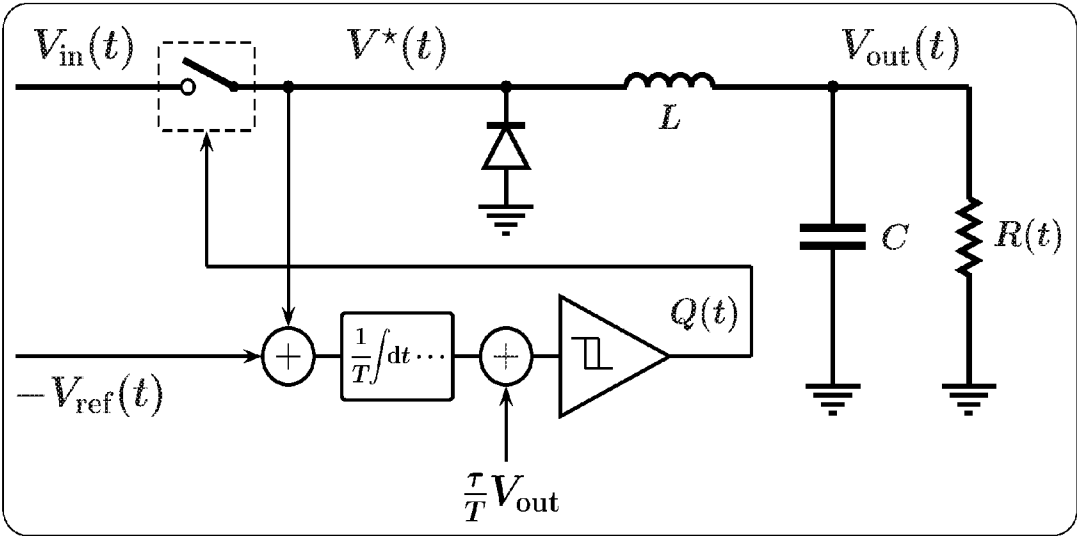 V_in(t) V^⋆(t) V_out(t)
L
C R(t)
Q(t)
+ 1/T ∫dt ⋯ +
−V_ref(t)
τ/T V_out